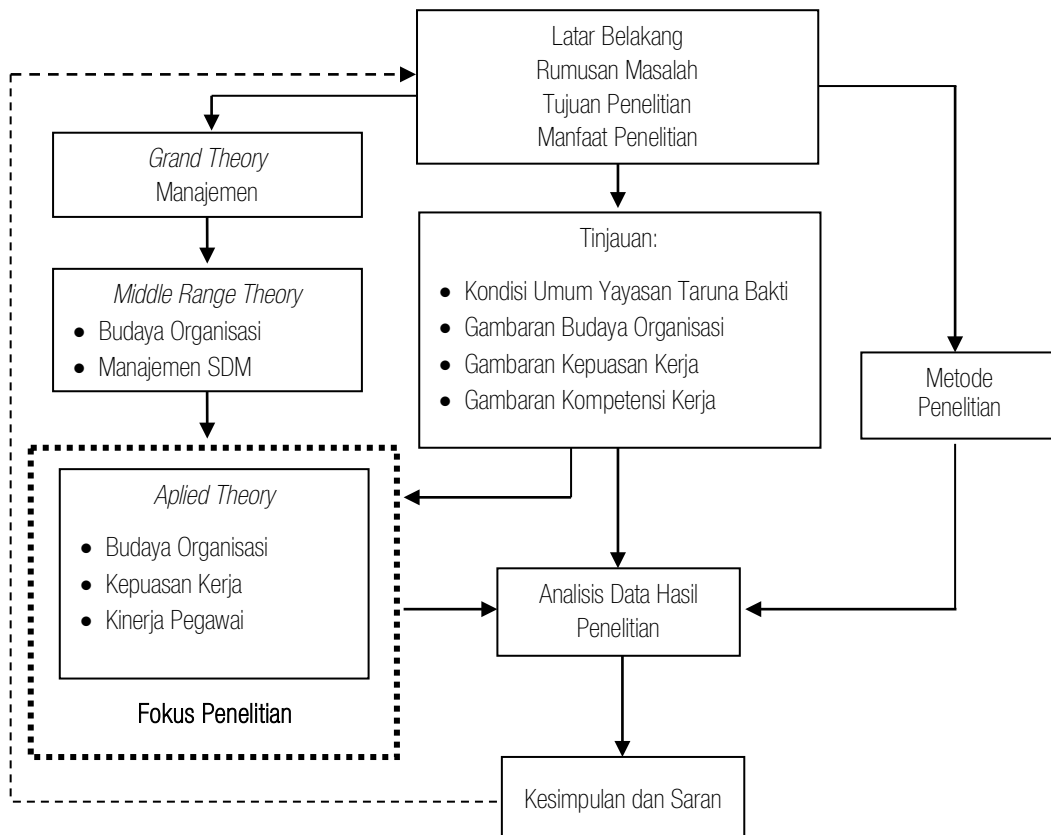 Latar Belakang
Rumusan Masalah
Tujuan Penelitian
Manfaat Penelitian
Grand Theory
Manajemen
Middle Range Theory
• Budaya Organisasi
• Manajemen SDM
Aplied Theory
• Budaya Organisasi
• Kepuasan Kerja
• Kinerja Pegawai
Fokus Penelitian
Tinjauan:
• Kondisi Umum Yayasan Taruna Bakti
• Gambaran Budaya Organisasi
• Gambaran Kepuasan Kerja
• Gambaran Kompetensi Kerja
Metode
Penelitian
Analisis Data Hasil
Penelitian
Kesimpulan dan Saran